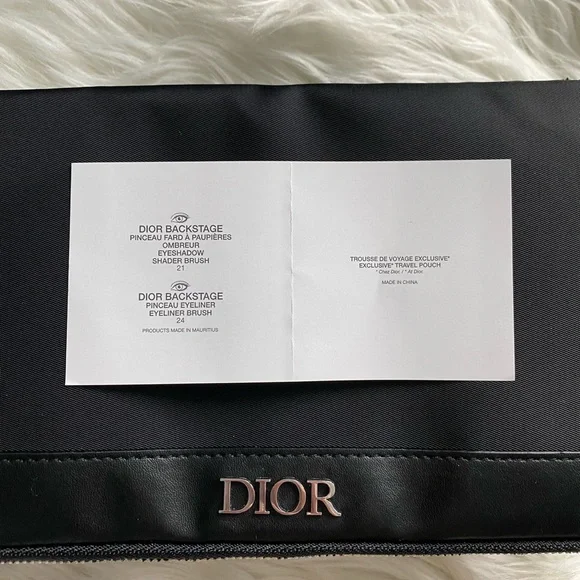 DIOR BACKSTAGE
PINCEAU FARD À PAUPIÈRES
OMBREUR
EYESHADOW
SHADER BRUSH
21
DIOR BACKSTAGE
PINCEAU EYELINER
EYELINER BRUSH
24
PRODUCTS MADE IN MAURITIUS
TROUSSE DE VOYAGE EXCLUSIVE*
EXCLUSIVE* TRAVEL POUCH
* Chez Dior. / * At Dior.
MADE IN CHINA
DIOR